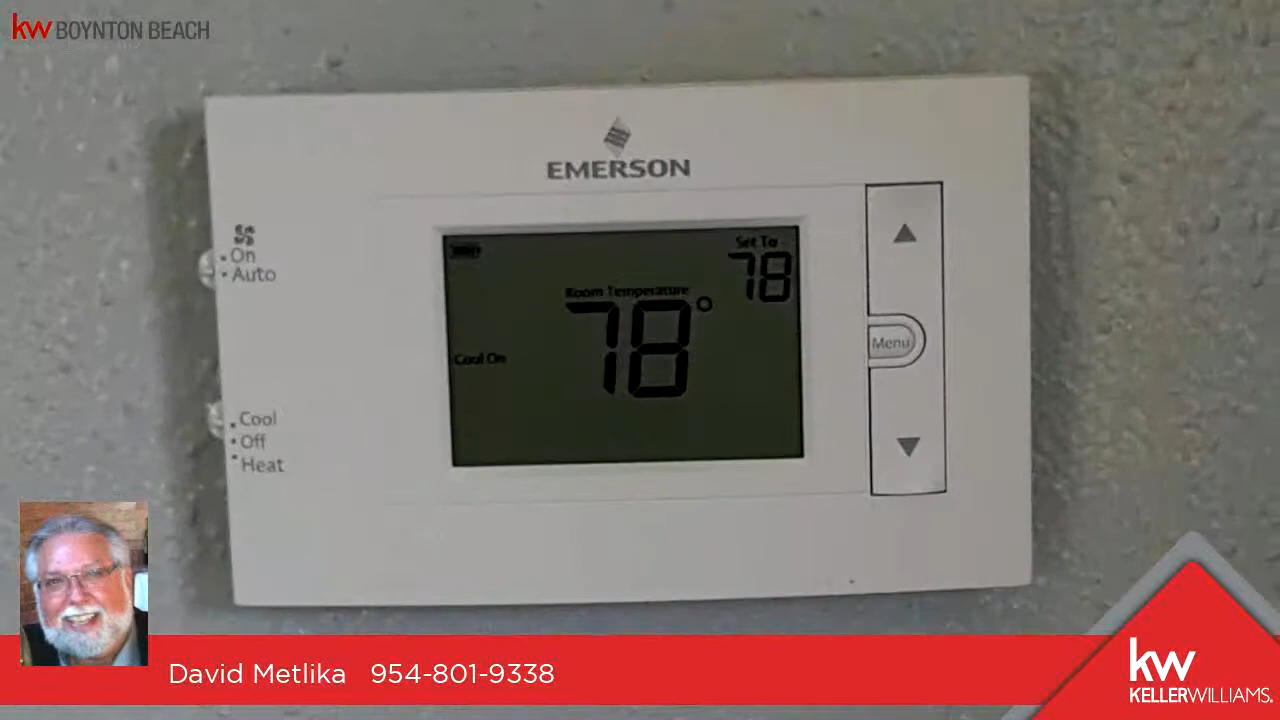 kw BOYNTON BEACH
EMERSON
On
Auto
Set To
78
Room Temperature
78°
Cool On
Menu
Cool
Off
Heat
David Metlika 954-801-9338
kw
KELLERWILLIAMS.